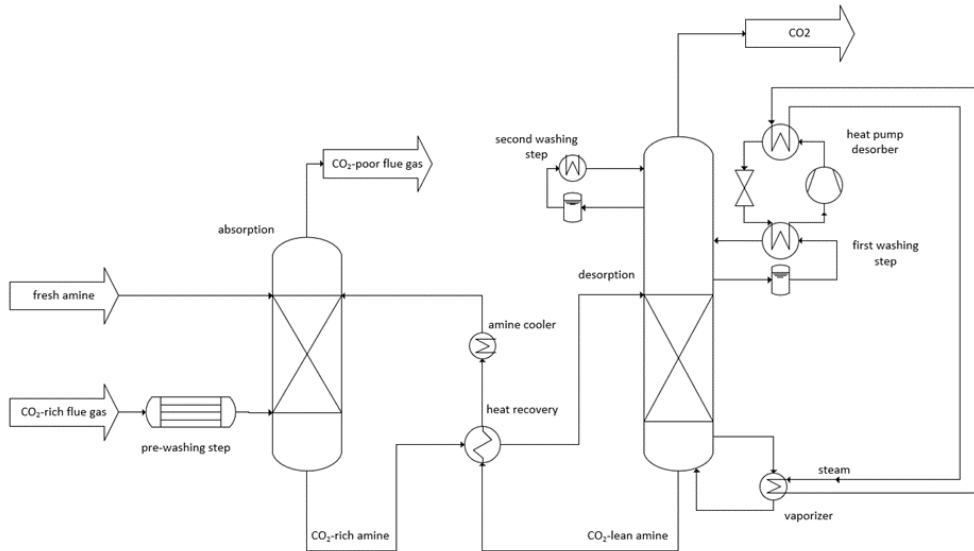 CO2
second washing
step
heat pump
desorber
CO₂-poor flue gas
absorption
first washing
step
desorption
fresh amine
amine cooler
CO₂-rich flue gas
heat recovery
pre-washing step
steam
vaporizer
CO₂-rich amine
CO₂-lean amine